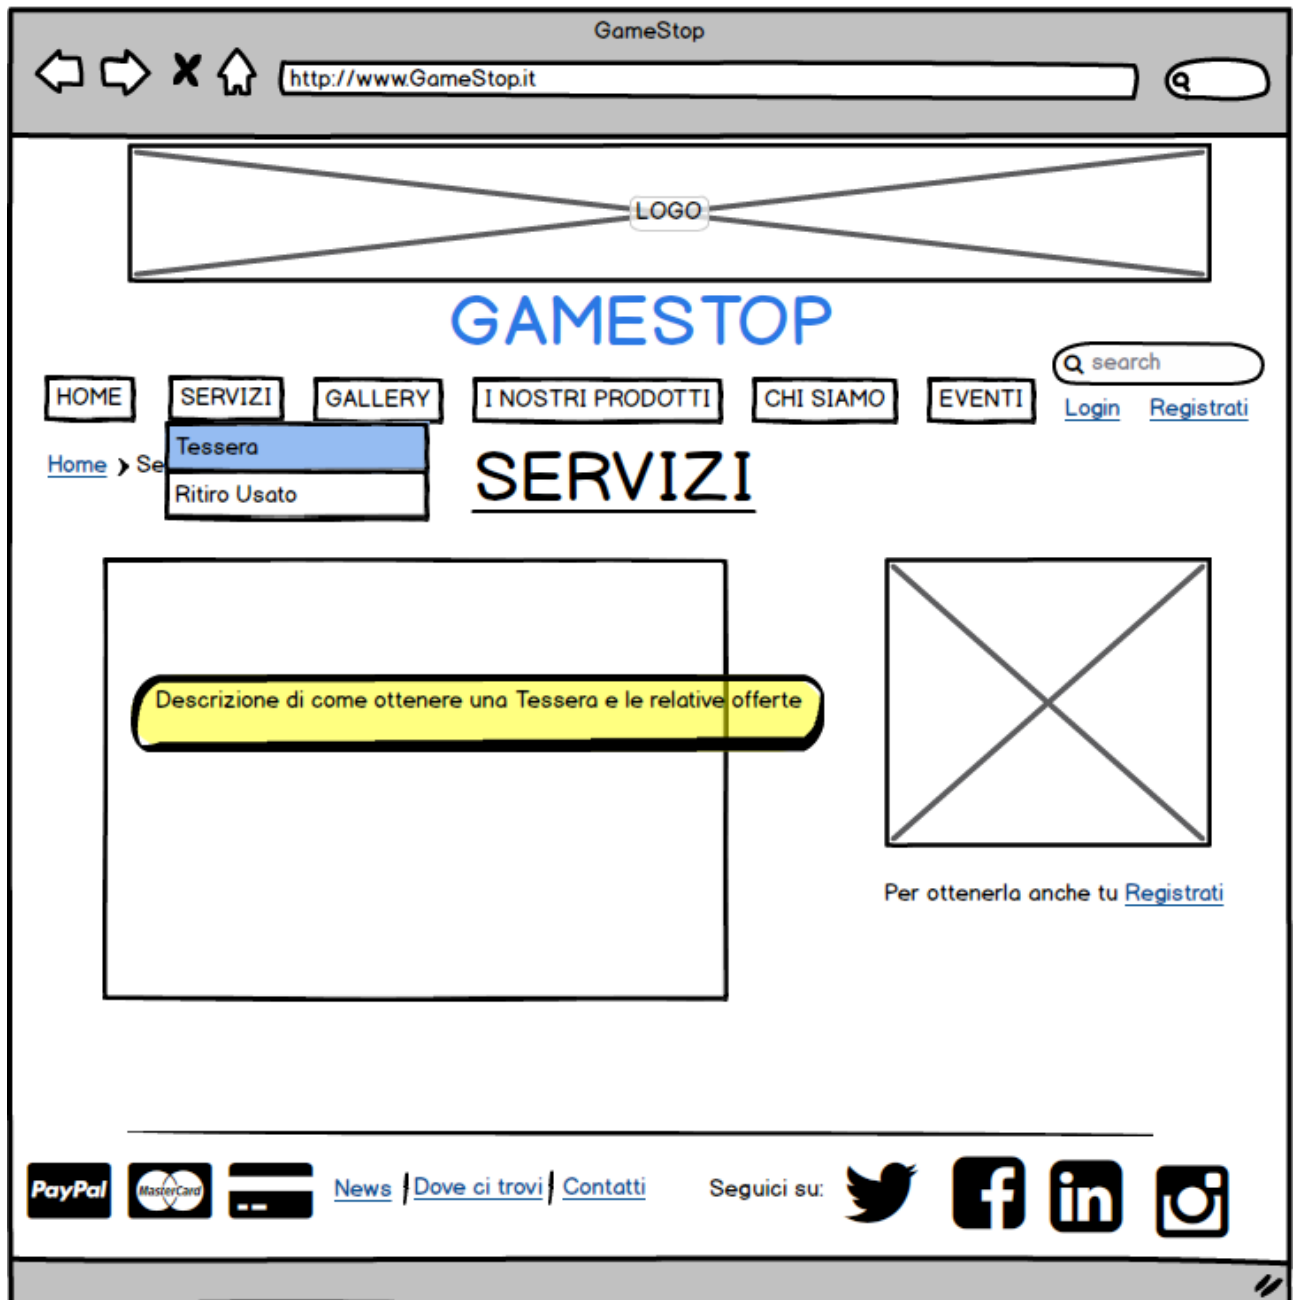 GameStop
http://www.GameStop.it
LOGO
GAMESTOP
search
HOME SERVIZI GALLERY I NOSTRI PRODOTTI CHI SIAMO EVENTI
Login Registrati
Tessera
Home Se
Ritiro Usato
SERVIZI
Descrizione di come ottenere una Tessera e le relative offerte
Per ottenerla anche tu Registrati
PayPal MasterCard News Dove ci trovi Contatti Seguici su: